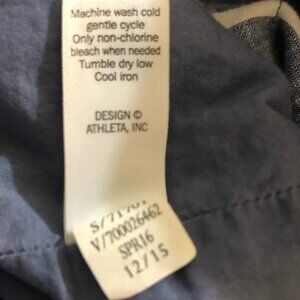 Machine wash cold
gentle cycle
Only non-chlorine
bleach when needed
Tumble dry low
Cool iron
DESIGN ©
ATHLETA, INC
V/700026462
SPR16
12/15